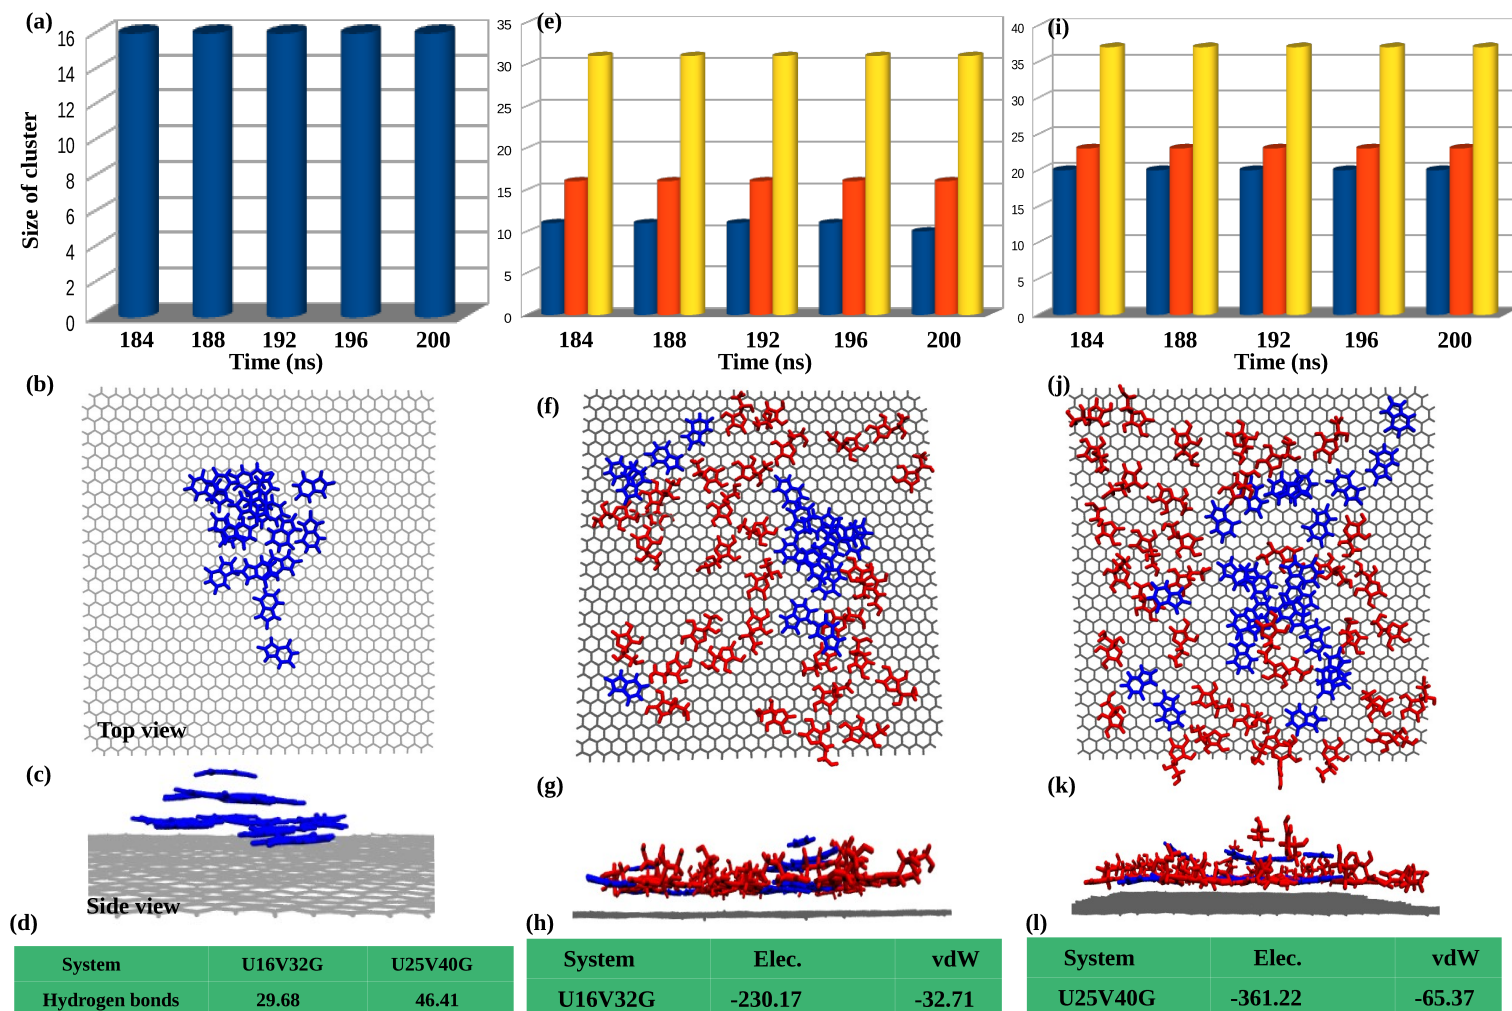 (a)
16
14
12
10
8
6
4
2
0
Size of cluster
184 188 192 196 200
Time (ns)
(e)
35
30
25
20
15
10
5
0
184 188 192 196 200
Time (ns)
(i)
40
35
30
25
20
15
10
5
0
184 188 192 196 200
Time (ns)
(b)
Top view
(f)
(j)
(c)
Side view
(g)
(k)
(d)
System U16V32G U25V40G
Hydrogen bonds 29.68 46.41
(h)
System Elec. vdW
U16V32G -230.17 -32.71
(l)
System Elec. vdW
U25V40G -361.22 -65.37